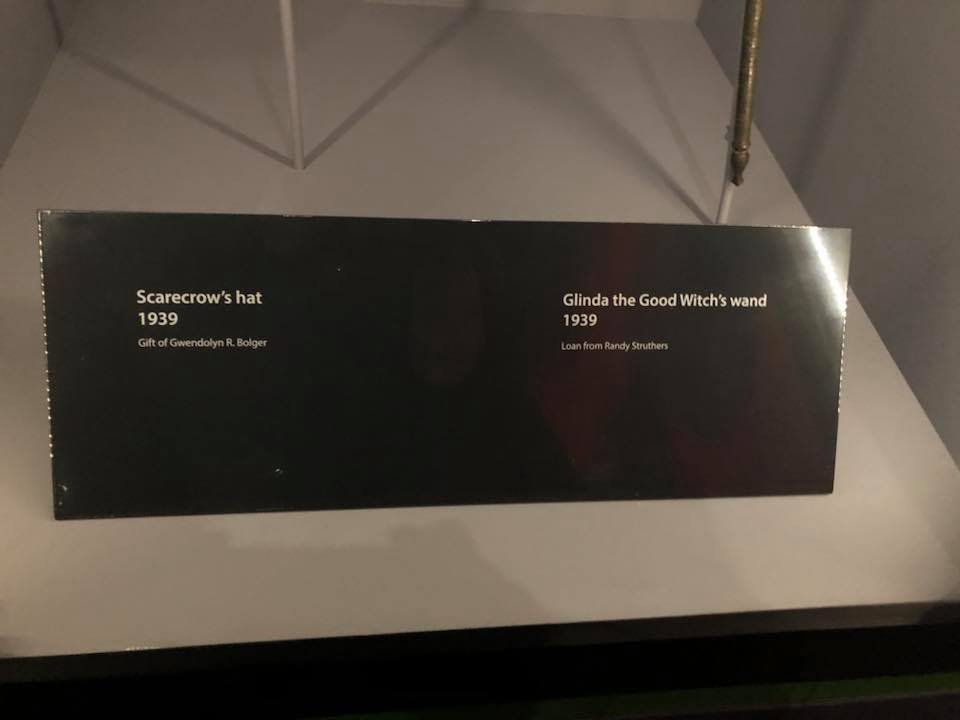 Scarecrow's hat
1939
Gift of Gwendolyn R. Bolger
Glinda the Good Witch's wand
1939
Loan from Randy Struthers